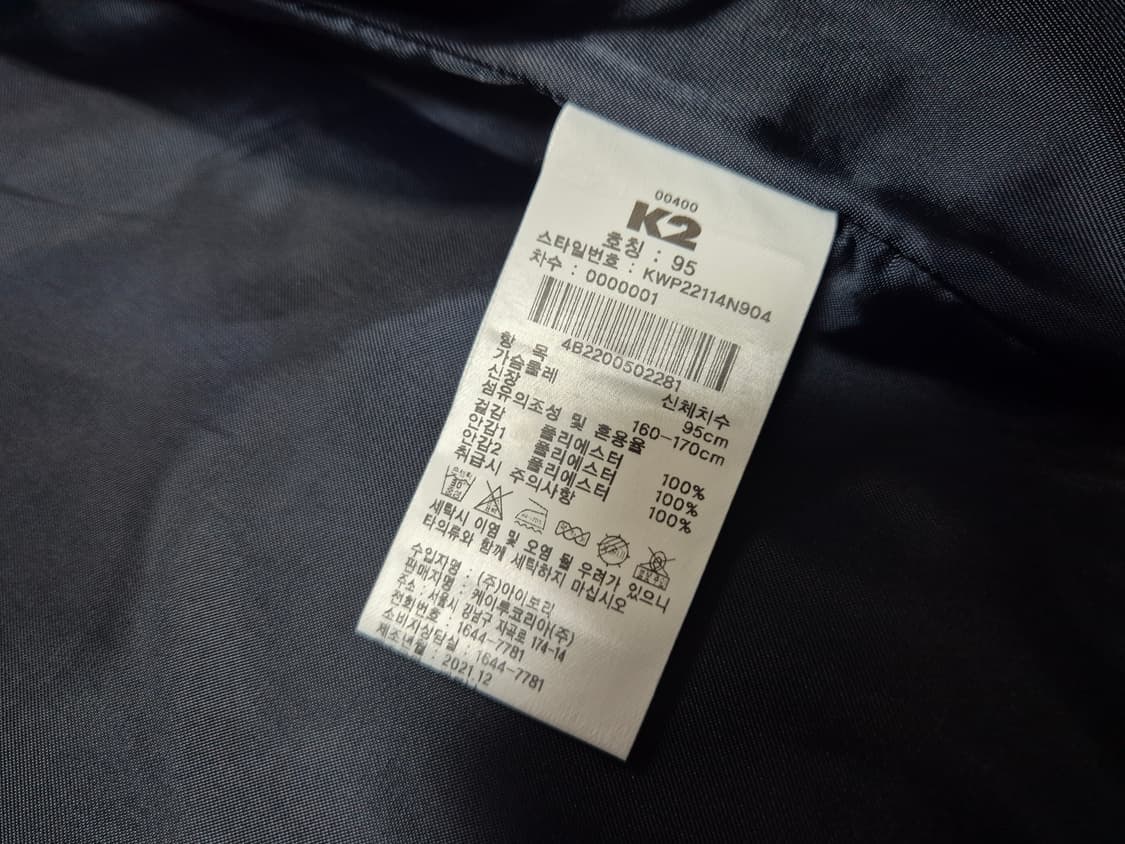 00400
K2
호칭 : 95
스타일번호 : KWP22114N904
차수 : 0000001
4B2200502281
항 목 신체치수
가슴둘레 95cm
신장 160-170cm
섬유의조성 및 혼용율
겉감 폴리에스터 100%
안감1 폴리에스터 100%
안감2 폴리에스터 100%
취급시 주의사항
세탁시 이염 및 오염 될 우려가 있으니
타의류와 함께 세탁하지 마십시오
수입자명 : (주)아이보리
판매자명 : 케이투코리아(주)
주소 : 서울시 강남구 자곡로 174-14
전화번호 : 1644-7781
소비자상담실 : 1644-7781
제조년월 : 2021.12